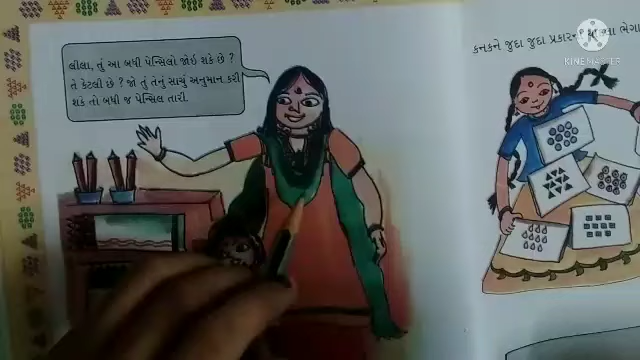 લીલા, તું આ બધી પેન્સિલો જોઈ શકે છે ?
તે કેટલી છે ? જો તું તેનું સાચું અનુમાન કરી
શકે તો બધી જ પેન્સિલ તારી.
કનકને જુદા જુદા પ્રકારના ભેગા
KINEMASTER